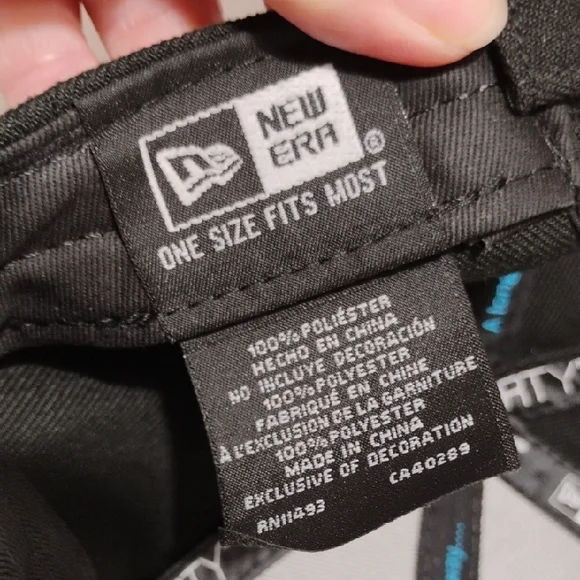 NEW
ERA®
ONE SIZE FITS MOST
100% POLIÉSTER
HECHO EN CHINA
NO INCLUYE DECORACIÓN
100% POLYESTER
FABRIQUÉ EN CHINE
À L'EXCLUSION DE LA GARNITURE
100% POLYESTER
MADE IN CHINA
EXCLUSIVE OF DECORATION
RN11493 CA40289